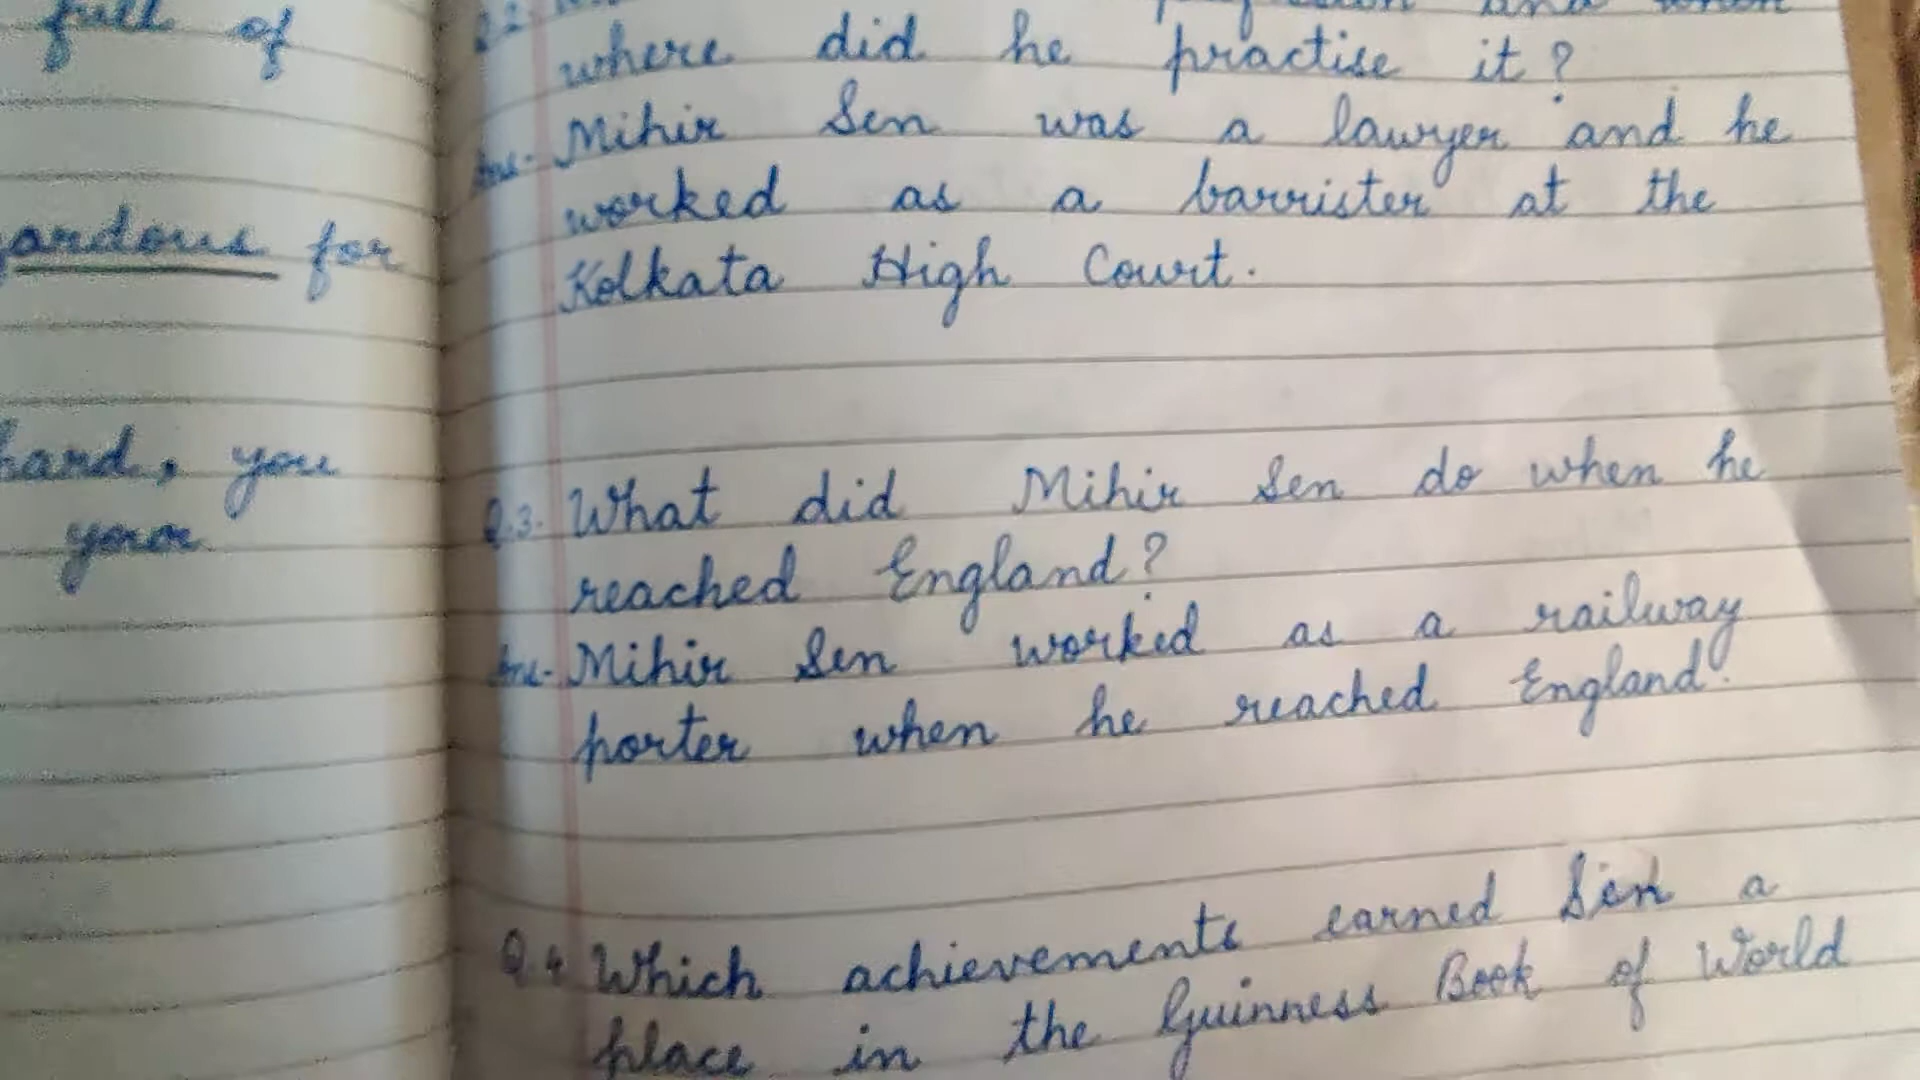 full of
gardous for
hard, you
your
Q.2.
where did he practise it?
Ans- Mihir Sen was a lawyer and he
worked as a barrister at the
Kolkata High Court.
Q.3. What did Mihir Sen do when he
reached England?
Ans- Mihir Sen worked as a railway
porter when he reached England.
Q.4 Which achievements earned Sen a
place in the Guinness Book of World